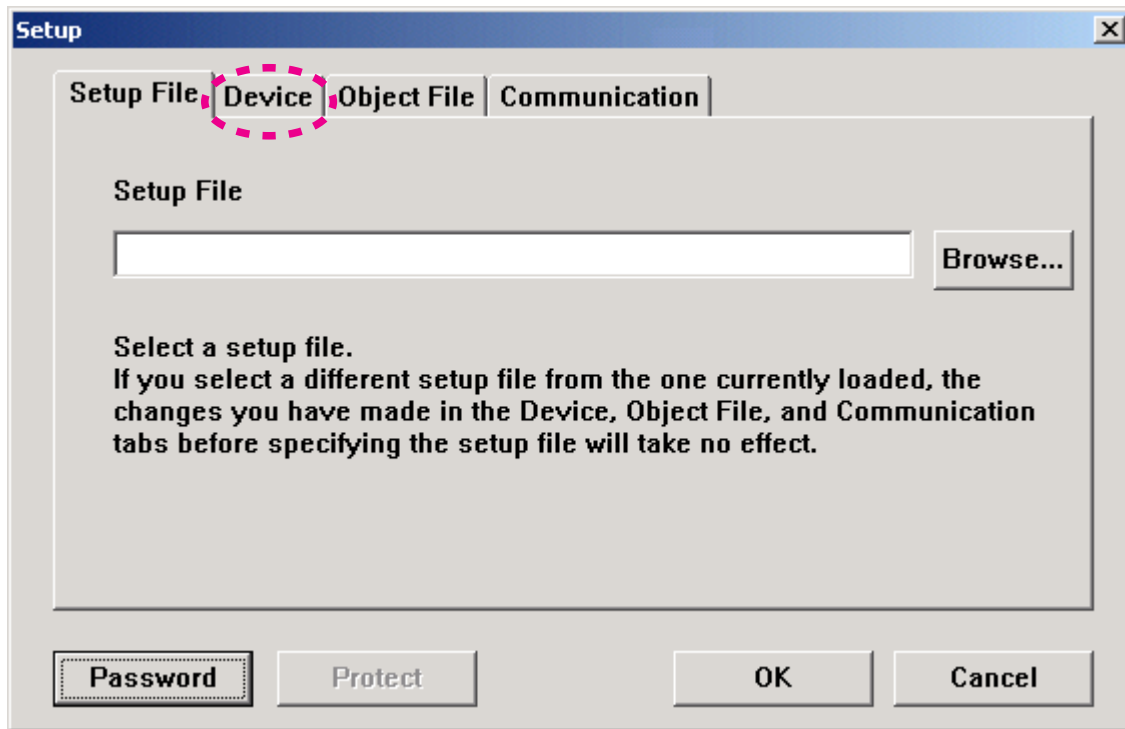 Setup
Setup File Device Object File Communication
Setup File
Browse...
Select a setup file.
If you select a different setup file from the one currently loaded, the
changes you have made in the Device, Object File, and Communication
tabs before specifying the setup file will take no effect.
Password Protect OK Cancel